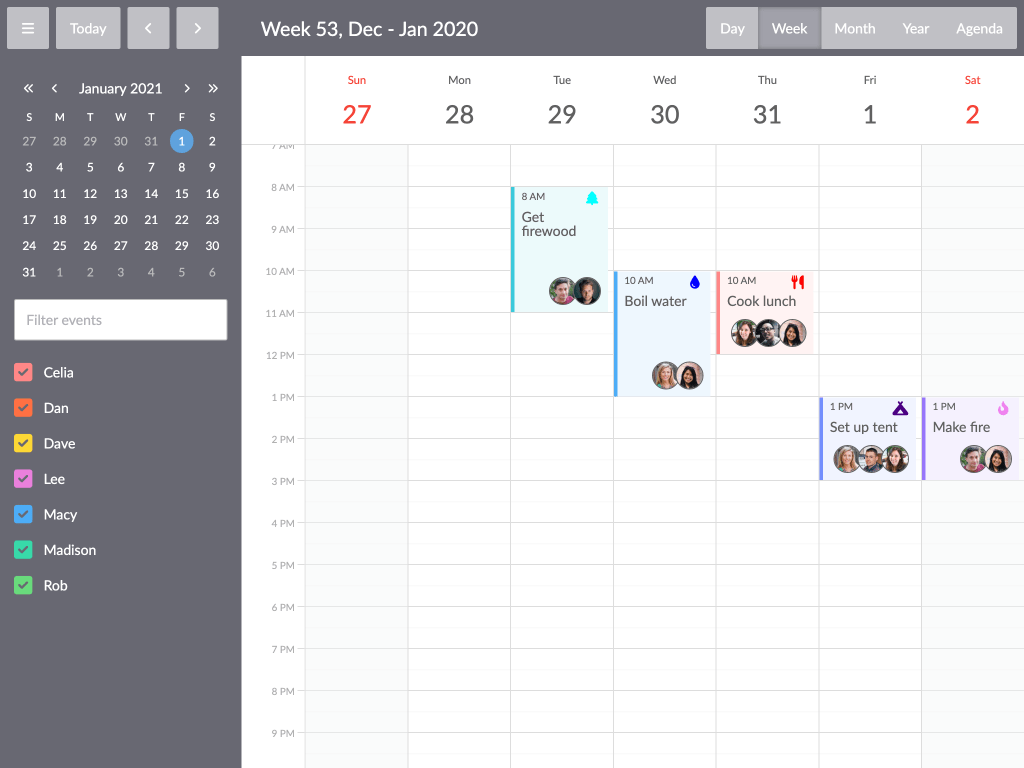 Today
Week 53, Dec - Jan 2020
Day Week Month Year Agenda
January 2021
S M T W T F S
27 28 29 30 31 1 2
3 4 5 6 7 8 9
10 11 12 13 14 15 16
17 18 19 20 21 22 23
24 25 26 27 28 29 30
31 1 2 3 4 5 6
Filter events
Celia
Dan
Dave
Lee
Macy
Madison
Rob
Sun Mon Tue Wed Thu Fri Sat
27 28 29 30 31 1 2
7 AM
8 AM
9 AM
10 AM
11 AM
12 PM
1 PM
2 PM
3 PM
4 PM
5 PM
6 PM
7 PM
8 PM
9 PM
8 AM
Get
firewood
10 AM
Boil water
10 AM
Cook lunch
1 PM
Set up tent
1 PM
Make fire